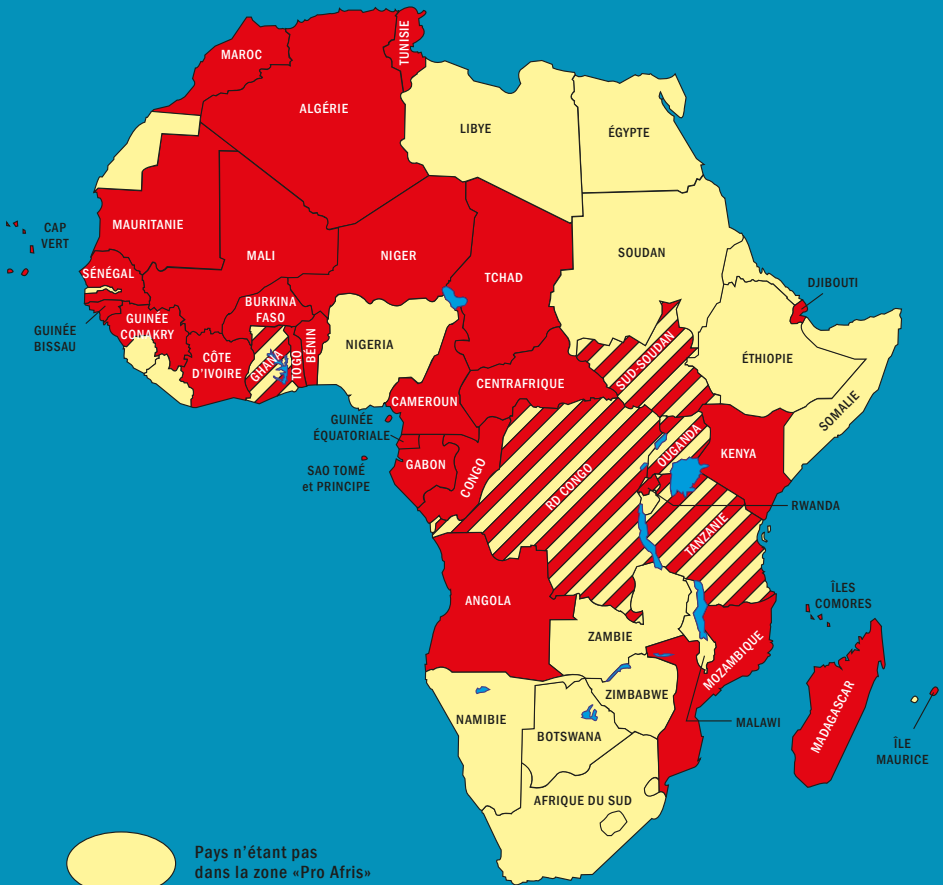 TUNISIE
MAROC
ALGÉRIE
LIBYE
ÉGYPTE
CAP
VERT
MAURITANIE
MALI
NIGER
TCHAD
SOUDAN
SÉNÉGAL
DJIBOUTI
GUINÉE
BISSAU
GUINÉE
CONAKRY
BURKINA
FASO
CÔTE
D'IVOIRE
GHANA
TOGO
BÉNIN
NIGERIA
SUD-SOUDAN
ÉTHIOPIE
SOMALIE
CENTRAFRIQUE
CAMEROUN
GUINÉE
ÉQUATORIALE
SAO TOMÉ
et PRINCIPE
GABON
CONGO
RD CONGO
OUGANDA
KENYA
RWANDA
TANZANIE
ÎLES
COMORES
ANGOLA
ZAMBIE
MOZAMBIQUE
MALAWI
ZIMBABWE
NAMIBIE
BOTSWANA
MADAGASCAR
ÎLE
MAURICE
AFRIQUE DU SUD
Pays n'étant pas
dans la zone «Pro Afris»